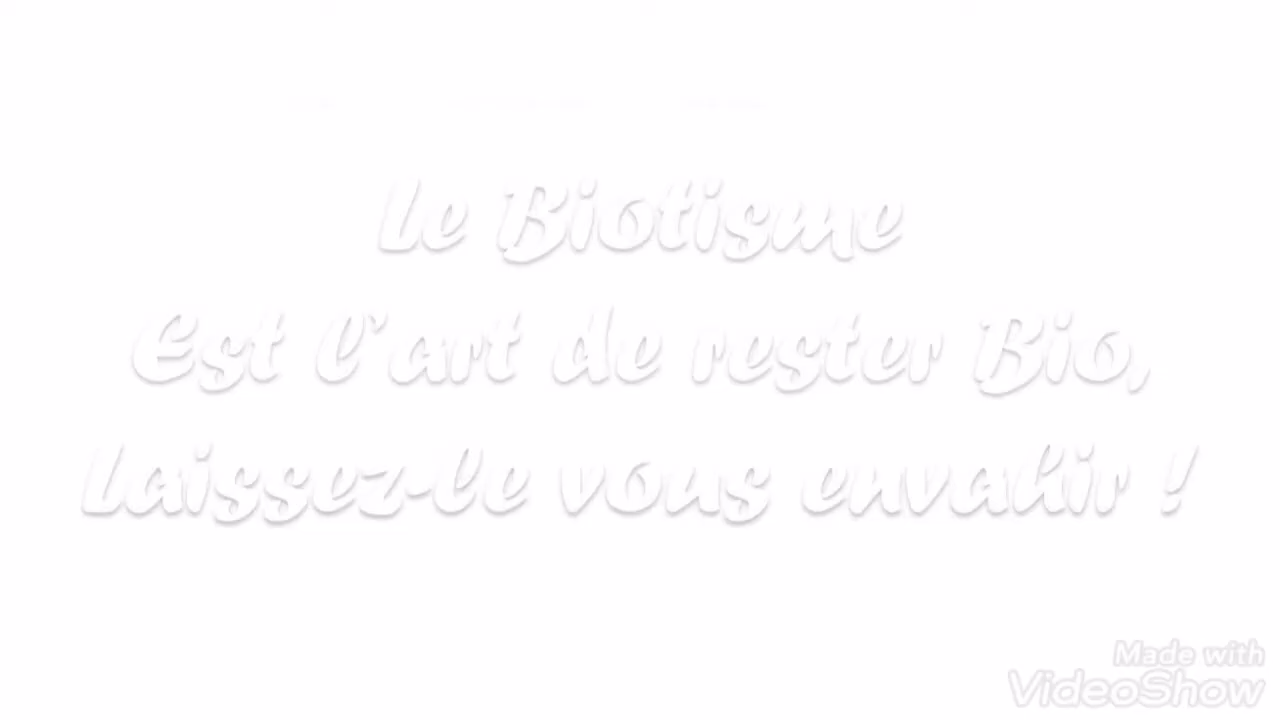 Le Biotisme
Est l'art de rester Bio,
Laissez-le vous envahir !
Made with
VideoShow